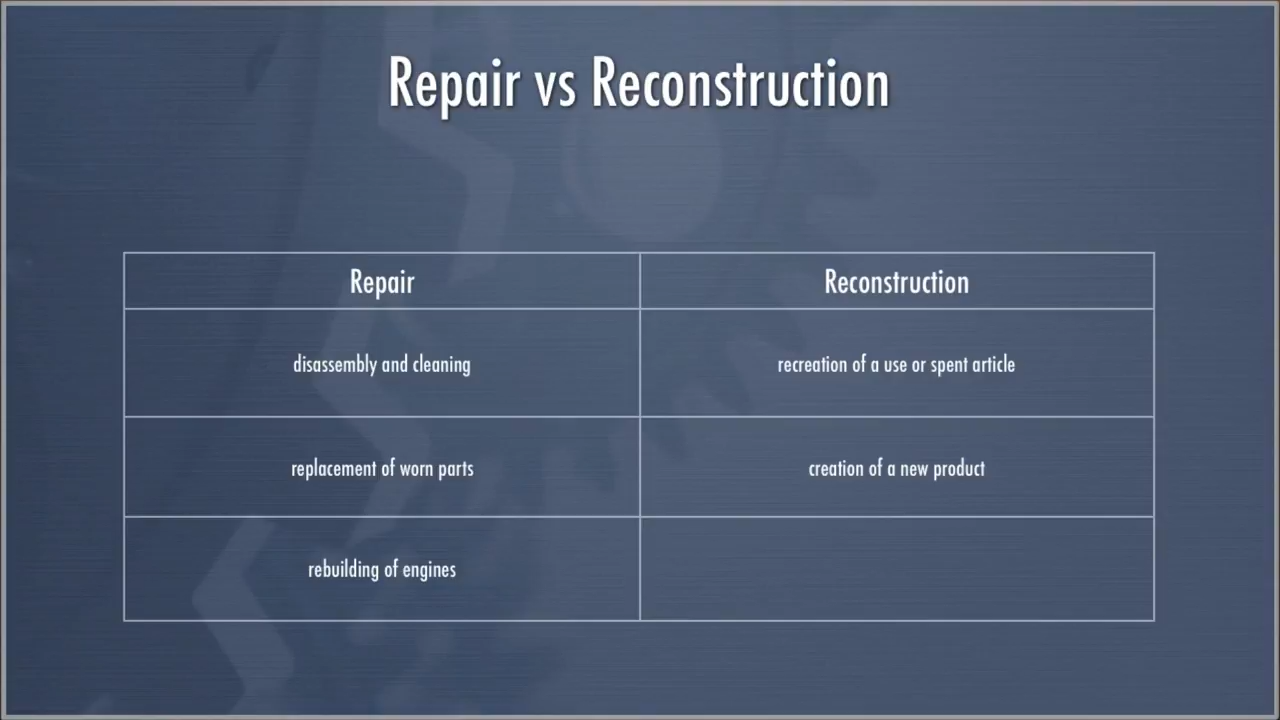 Repair vs Reconstruction
Repair Reconstruction
disassembly and cleaning recreation of a use or spent article
replacement of worn parts creation of a new product
rebuilding of engines